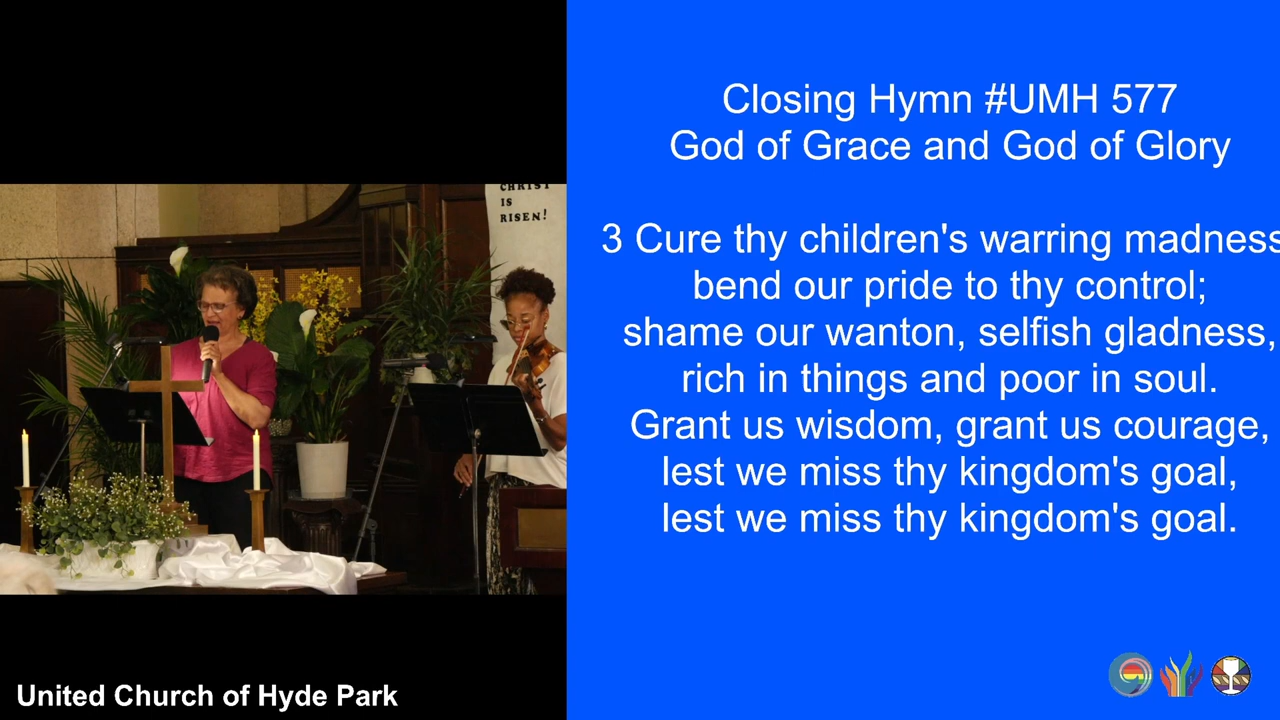 CHRIST
IS
RISEN!
United Church of Hyde Park
Closing Hymn #UMH 577
God of Grace and God of Glory
3 Cure thy children's warring madness
bend our pride to thy control;
shame our wanton, selfish gladness,
rich in things and poor in soul.
Grant us wisdom, grant us courage,
lest we miss thy kingdom's goal,
lest we miss thy kingdom's goal.